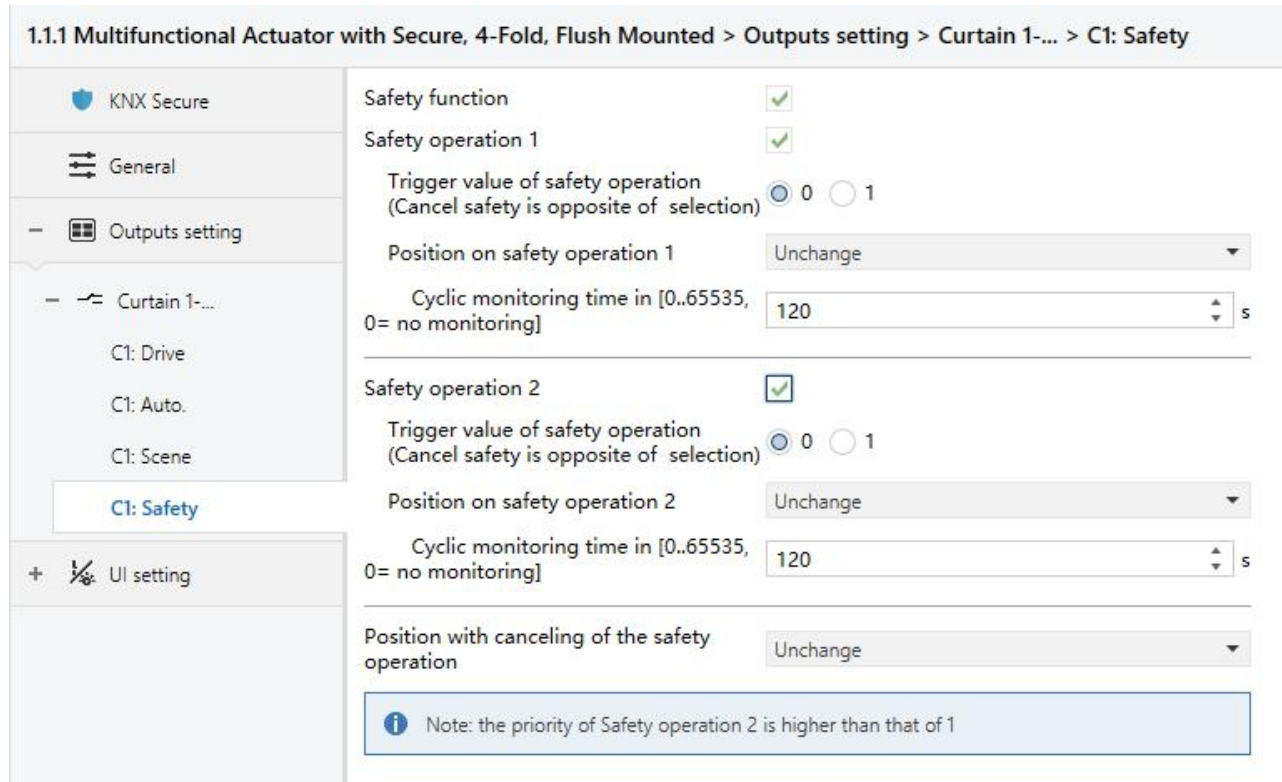 1.1.1 Multifunctional Actuator with Secure, 4-Fold, Flush Mounted > Outputs setting > Curtain 1-... > C1: Safety
KNX Secure
General
Outputs setting
Curtain 1-...
C1: Drive
C1: Auto.
C1: Scene
C1: Safety
UI setting
Safety function
Safety operation 1
Trigger value of safety operation
(Cancel safety is opposite of selection)
0 1
Position on safety operation 1
Unchange
Cyclic monitoring time in [0..65535,
0= no monitoring]
120
s
Safety operation 2
Trigger value of safety operation
(Cancel safety is opposite of selection)
0 1
Position on safety operation 2
Unchange
Cyclic monitoring time in [0..65535,
0= no monitoring]
120
s
Position with canceling of the safety
operation
Unchange
Note: the priority of Safety operation 2 is higher than that of 1